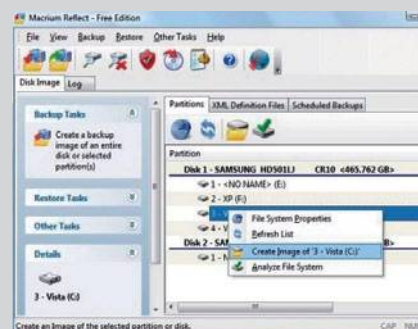 Macrium Reflect - Free Edition
File View Backup Restore Other Tasks Help
Disk Image Log
Backup Tasks
Create a backup
image of an entire
disk or selected
partition(s)
Restore Tasks
Other Tasks
Details
3 - Vista (C:)
Partitions XML Definition Files Scheduled Backups
Partition
Disk 1 - SAMSUNG HD501LJ CR10 <465.762 GB>
1 - <NO NAME> (E:)
2 - XP (F:)
3 - V
4 - V
Disk 2 - SAM
1 - N
File System Properties
Refresh List
Create Image of '3 - Vista (C:)'
Analyze File System
Create an Image of the selected partition or disk.
CAP